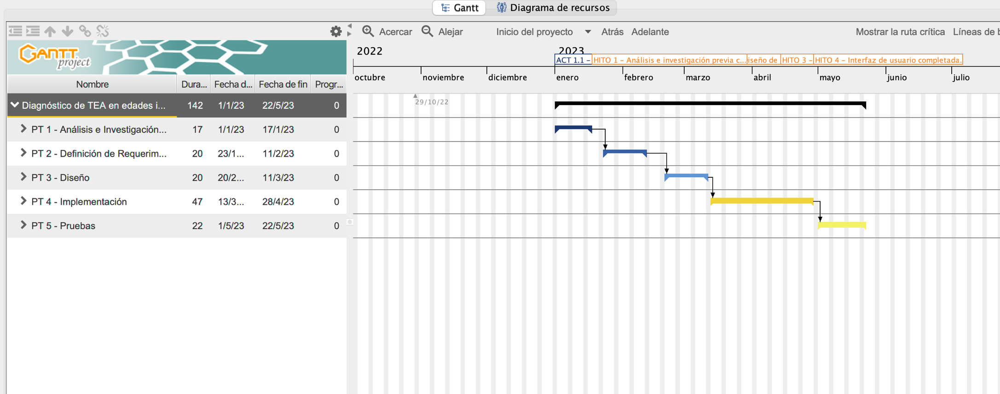 Gantt Diagrama de recursos
Acercar Alejar Inicio del proyecto Atrás Adelante Mostrar la ruta crítica Líneas de b
GANTT project
2022 2023
ACT 1.1 – HITO 1 – Análisis e investigación previa c... iseño de HITO 3 – HITO 4 – Interfaz de usuario completada.
octubre noviembre diciembre enero febrero marzo abril mayo junio julio
Nombre Dura... Fecha d... Fecha de fin Progr...
29/10/22
Diagnóstico de TEA en edades i... 142 1/1/23 22/5/23 0
PT 1 - Análisis e Investigación... 17 1/1/23 17/1/23 0
PT 2 - Definición de Requerim... 20 23/1... 11/2/23 0
PT 3 - Diseño 20 20/2... 11/3/23 0
PT 4 - Implementación 47 13/3... 28/4/23 0
PT 5 - Pruebas 22 1/5/23 22/5/23 0